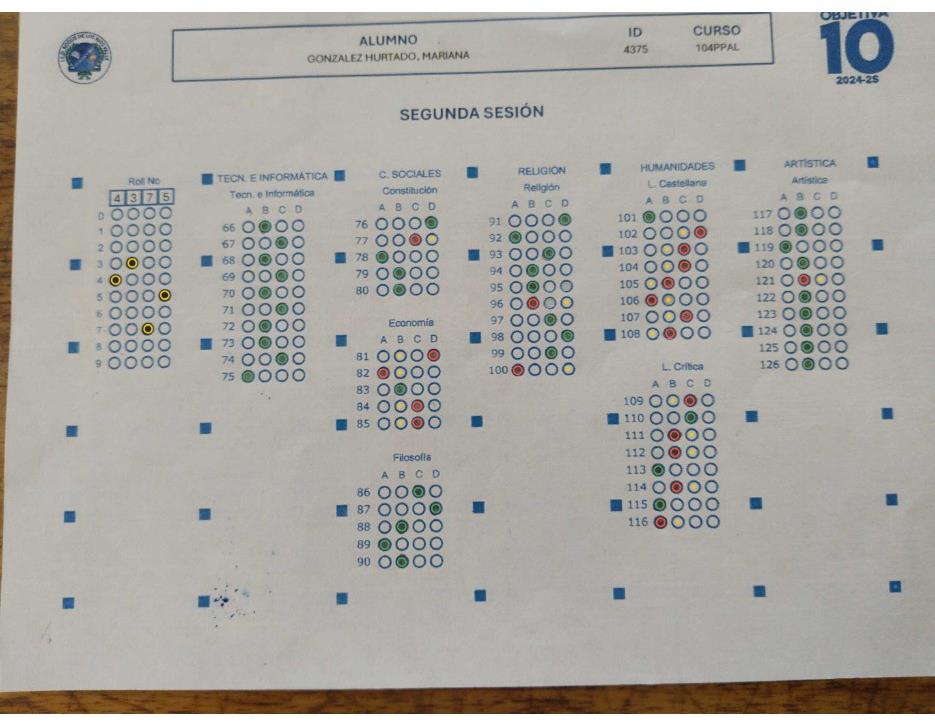 ALUMNO
GONZALEZ HURTADO, MARIANA
ID
4375
CURSO
104PPAL
OBJETIVA
10
2024-2S
SEGUNDA SESIÓN
Roll No
4 3 7 5
0
1
2
3
4
5
6
7
8
9
TECN. E INFORMÁTICA
Tecn. e Informática
A B C D
66
67
68
69
70
71
72
73
74
75
C. SOCIALES
Constitución
A B C D
76
77
78
79
80
Economía
A B C D
81
82
83
84
85
Filosofía
A B C D
86
87
88
89
90
RELIGIÓN
Religión
A B C D
91
92
93
94
95
96
97
98
99
100
HUMANIDADES
L. Castellana
A B C D
101
102
103
104
105
106
107
108
L. Crítica
A B C D
109
110
111
112
113
114
115
116
ARTÍSTICA
Artística
A B C D
117
118
119
120
121
122
123
124
125
126